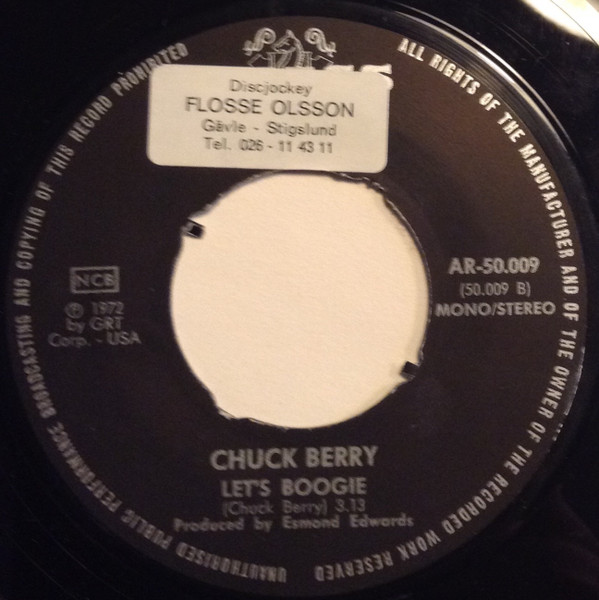 Discjockey
FLOSSE OLSSON
Gävle - Stigslund
Tel. 026 - 11 43 11
UNAUTHORISED PUBLIC PERFORMANCE BROADCASTING AND COPYING OF THIS RECORD PROHIBITED
ALL RIGHTS OF THE MANUFACTURER AND OF THE OWNER OF THE RECORDED WORK RESERVED
NCB
℗ 1972
by GRT
Corp. - USA
AR-50.009
(50.009 B)
MONO/STEREO
CHUCK BERRY
LET'S BOOGIE
(Chuck Berry) 3.13
Produced by Esmond Edwards